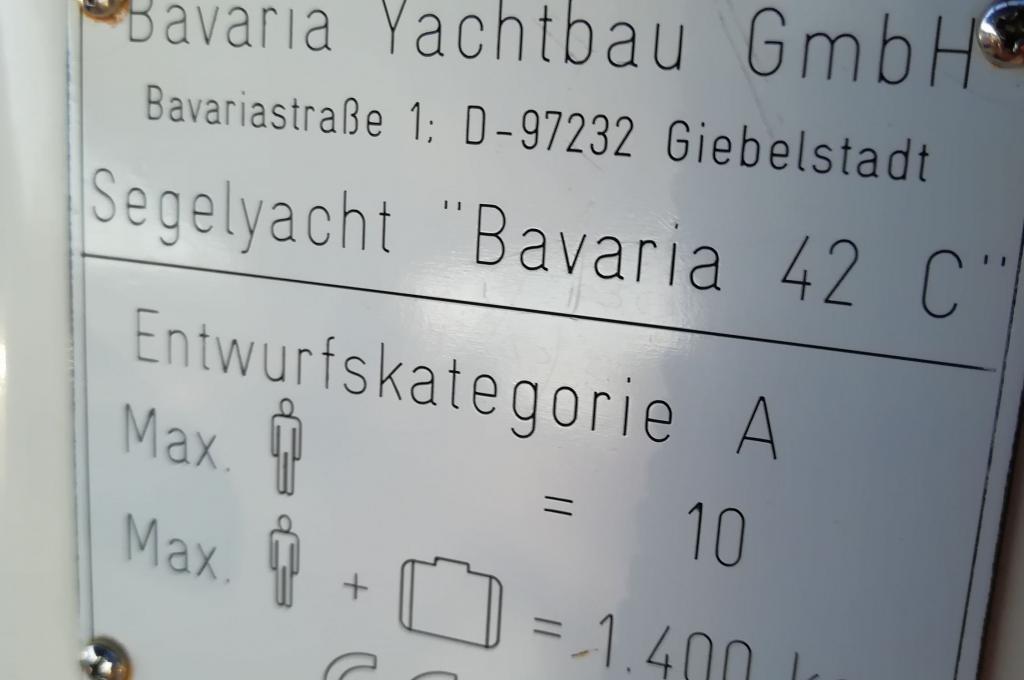 Bavaria Yachtbau GmbH
Bavariastraße 1; D-97232 Giebelstadt
Segelyacht "Bavaria 42 C"
Entwurfskategorie A
Max. = 10
Max. + = 1.400